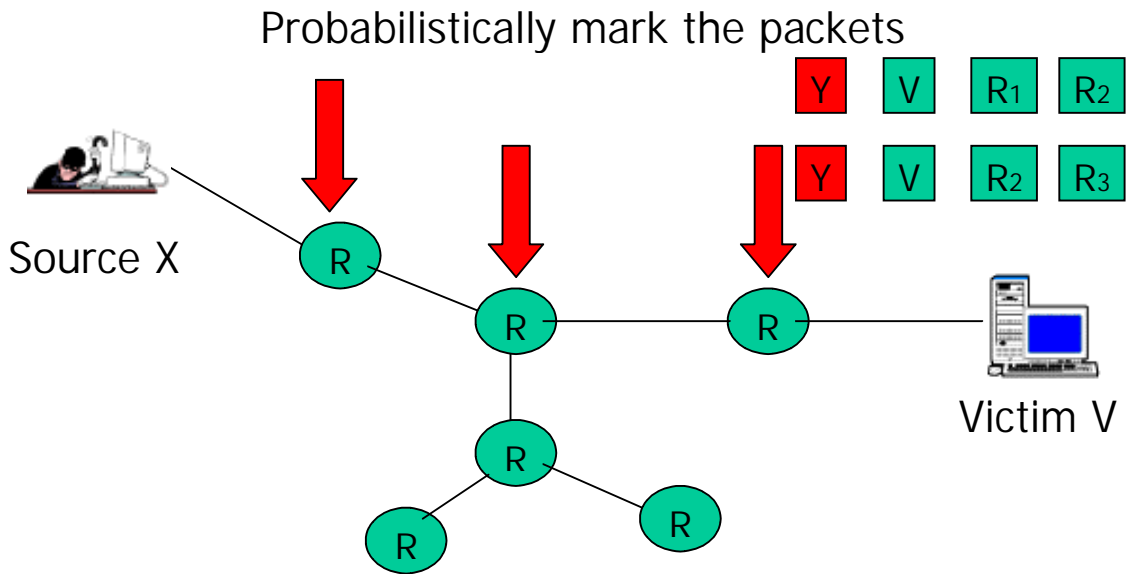 Probabilistically mark the packets
Y V R1 R2
Y V R2 R3
Source X
R
R
R
Victim V
R
R
R